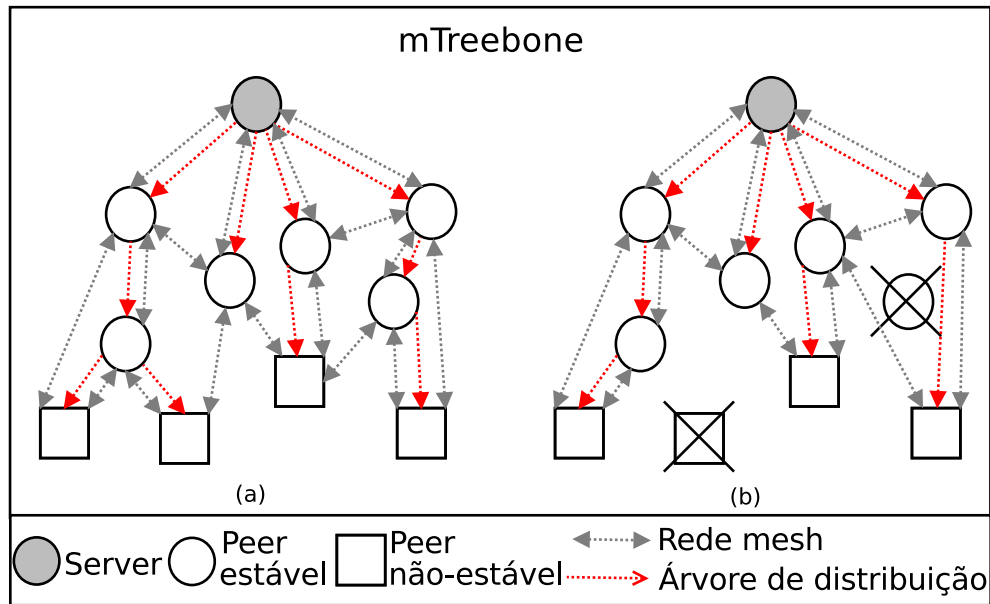 mTreebone
(a)
(b)
Server
Peer
estável
Peer
não-estável
Rede mesh
Árvore de distribuição